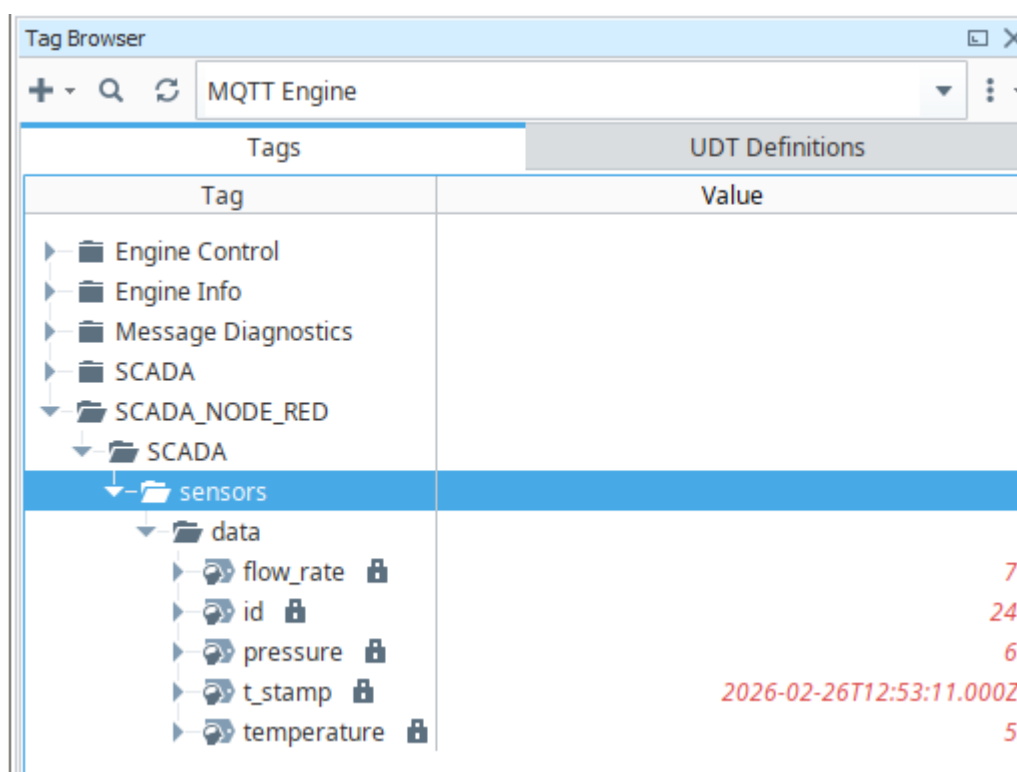 Tag Browser
MQTT Engine
Tags UDT Definitions
Tag Value
Engine Control
Engine Info
Message Diagnostics
SCADA
SCADA_NODE_RED
SCADA
sensors
data
flow_rate 7
id 24
pressure 6
t_stamp 2026-02-26T12:53:11.000Z
temperature 5